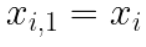 x_{i,1} = x_i